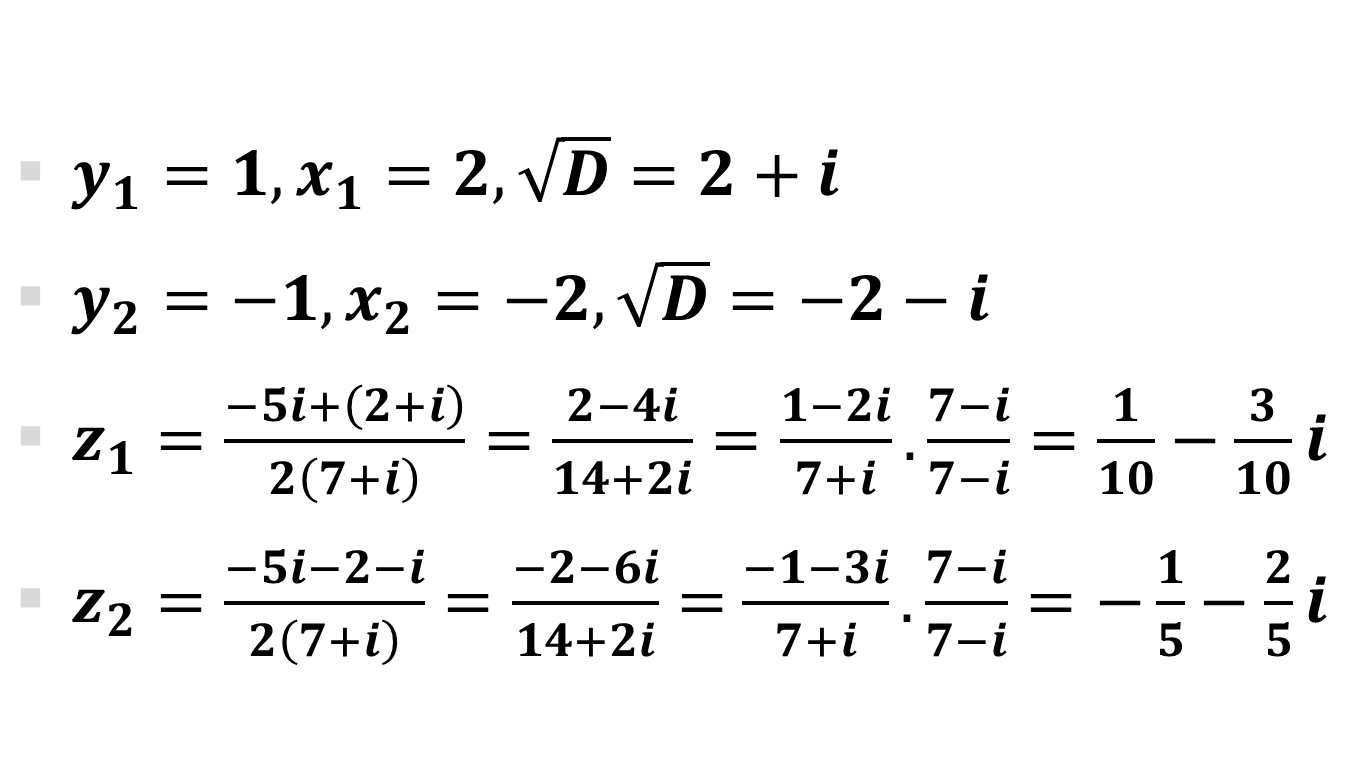 ▪ y₁ = 1, x₁ = 2, √D = 2 + i
▪ y₂ = −1, x₂ = −2, √D = −2 − i
▪ z₁ = (−5i+(2+i))/(2(7+i)) = (2−4i)/(14+2i) = (1−2i)/(7+i) . (7−i)/(7−i) = 1/10 − 3/10 i
▪ z₂ = (−5i−2−i)/(2(7+i)) = (−2−6i)/(14+2i) = (−1−3i)/(7+i) . (7−i)/(7−i) = − 1/5 − 2/5 i